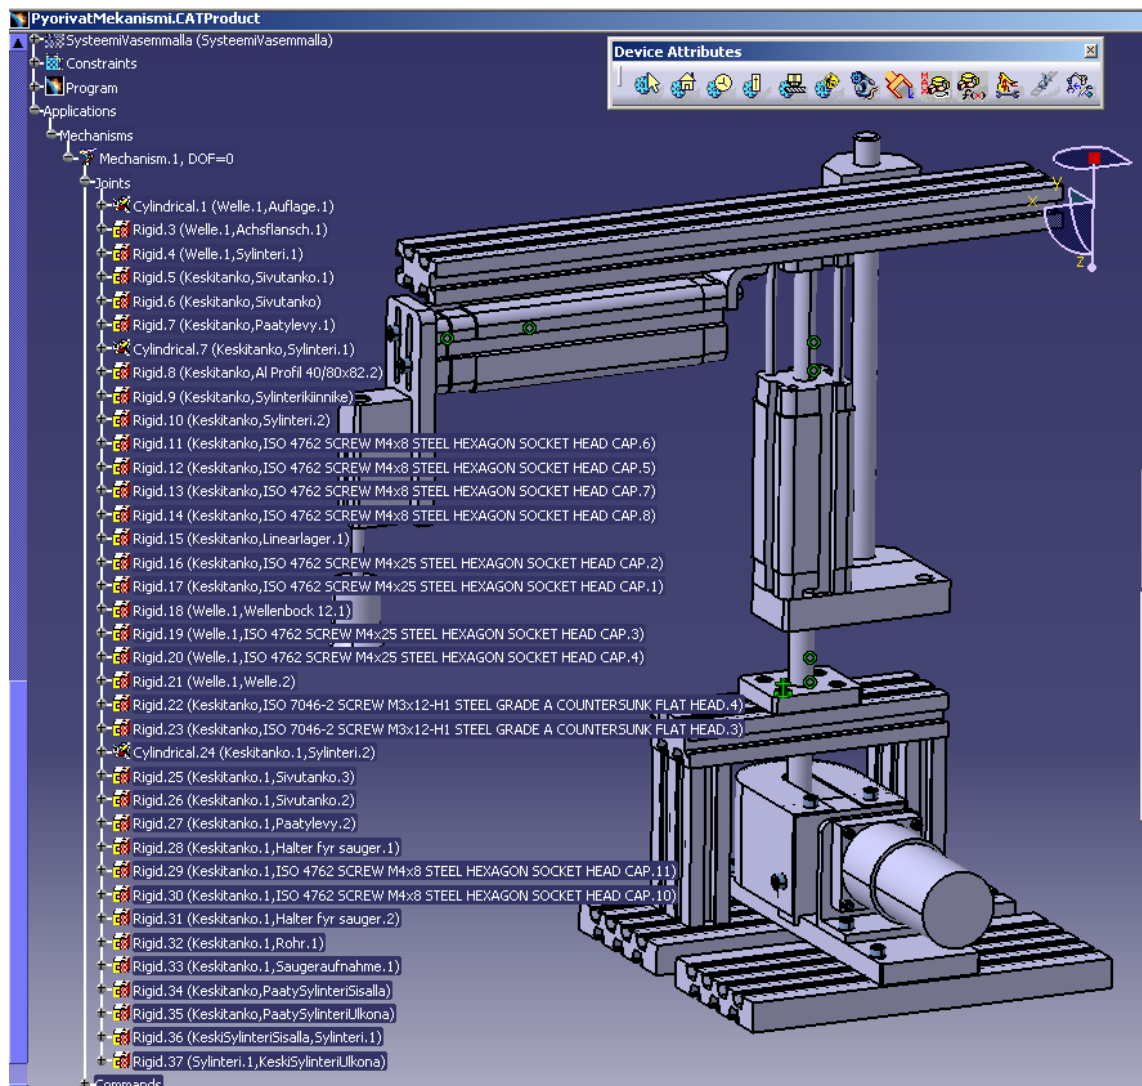 PyorivatMekanismi.CATProduct
SysteemiVasemmalla (SysteemiVasemmalla)
Device Attributes
Constraints
Program
Applications
Mechanisms
Mechanism.1, DOF=0
Joints
Cylindrical.1 (Welle.1,Auflage.1)
Rigid.3 (Welle.1,Achsflansch.1)
Rigid.4 (Welle.1,Sylinteri.1)
Rigid.5 (Keskitanko,Sivutanko.1)
Rigid.6 (Keskitanko,Sivutanko)
Rigid.7 (Keskitanko,Paatylevy.1)
Cylindrical.7 (Keskitanko,Sylinteri.1)
Rigid.8 (Keskitanko,Al Profil 40/80x82.2)
Rigid.9 (Keskitanko,Sylinterikiinnike)
Rigid.10 (Keskitanko,Sylinteri.2)
Rigid.11 (Keskitanko,ISO 4762 SCREW M4x8 STEEL HEXAGON SOCKET HEAD CAP.6)
Rigid.12 (Keskitanko,ISO 4762 SCREW M4x8 STEEL HEXAGON SOCKET HEAD CAP.5)
Rigid.13 (Keskitanko,ISO 4762 SCREW M4x8 STEEL HEXAGON SOCKET HEAD CAP.7)
Rigid.14 (Keskitanko,ISO 4762 SCREW M4x8 STEEL HEXAGON SOCKET HEAD CAP.8)
Rigid.15 (Keskitanko,Linearlager.1)
Rigid.16 (Keskitanko,ISO 4762 SCREW M4x25 STEEL HEXAGON SOCKET HEAD CAP.2)
Rigid.17 (Keskitanko,ISO 4762 SCREW M4x25 STEEL HEXAGON SOCKET HEAD CAP.1)
Rigid.18 (Welle.1,Wellenbock 12.1)
Rigid.19 (Welle.1,ISO 4762 SCREW M4x25 STEEL HEXAGON SOCKET HEAD CAP.3)
Rigid.20 (Welle.1,ISO 4762 SCREW M4x25 STEEL HEXAGON SOCKET HEAD CAP.4)
Rigid.21 (Welle.1,Welle.2)
Rigid.22 (Keskitanko,ISO 7046-2 SCREW M3x12-H1 STEEL GRADE A COUNTERSUNK FLAT HEAD.4)
Rigid.23 (Keskitanko,ISO 7046-2 SCREW M3x12-H1 STEEL GRADE A COUNTERSUNK FLAT HEAD.3)
Cylindrical.24 (Keskitanko.1,Sylinteri.2)
Rigid.25 (Keskitanko.1,Sivutanko.3)
Rigid.26 (Keskitanko.1,Sivutanko.2)
Rigid.27 (Keskitanko.1,Paatylevy.2)
Rigid.28 (Keskitanko.1,Halter fyr sauger.1)
Rigid.29 (Keskitanko.1,ISO 4762 SCREW M4x8 STEEL HEXAGON SOCKET HEAD CAP.11)
Rigid.30 (Keskitanko.1,ISO 4762 SCREW M4x8 STEEL HEXAGON SOCKET HEAD CAP.10)
Rigid.31 (Keskitanko.1,Halter fyr sauger.2)
Rigid.32 (Keskitanko.1,Rohr.1)
Rigid.33 (Keskitanko.1,Saugeraufnahme.1)
Rigid.34 (Keskitanko,PaatySylinteriSisalla)
Rigid.35 (Keskitanko,PaatySylinteriUlkona)
Rigid.36 (KeskiSylinteriSisalla,Sylinteri.1)
Rigid.37 (Sylinteri.1,KeskiSylinteriUlkona)
Commands
Y
X
Z